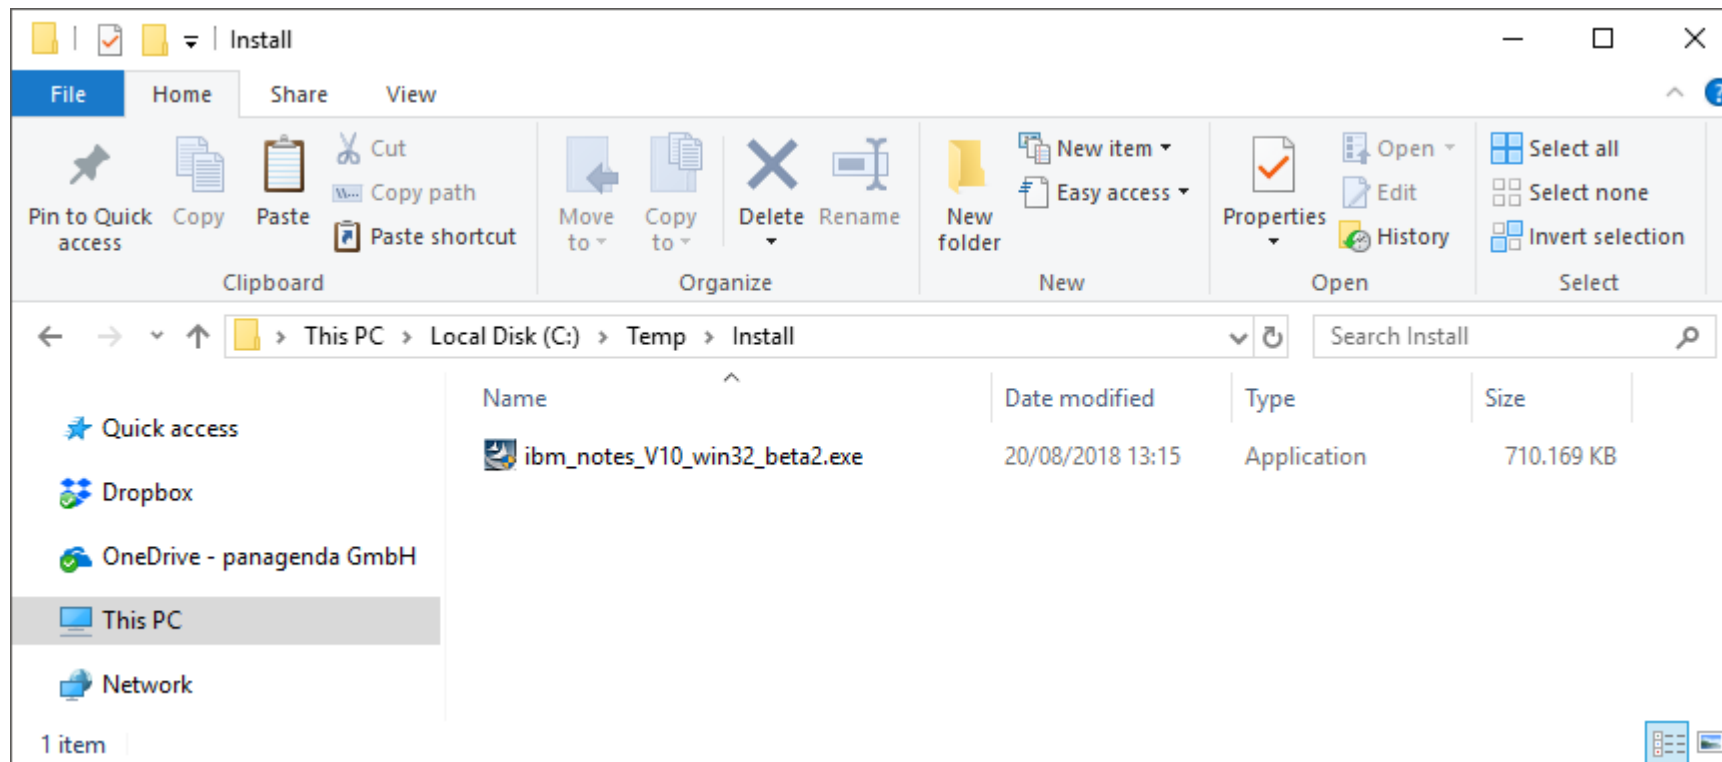 Install
File Home Share View
Pin to Quick access
Copy
Paste
Cut
Copy path
Paste shortcut
Clipboard
Move to
Copy to
Delete
Rename
Organize
New folder
New item
Easy access
New
Properties
Open
Edit
History
Open
Select all
Select none
Invert selection
Select
This PC > Local Disk (C:) > Temp > Install
Search Install
Quick access
Dropbox
OneDrive - panagenda GmbH
This PC
Network
Name Date modified Type Size
ibm_notes_V10_win32_beta2.exe 20/08/2018 13:15 Application 710.169 KB
1 item